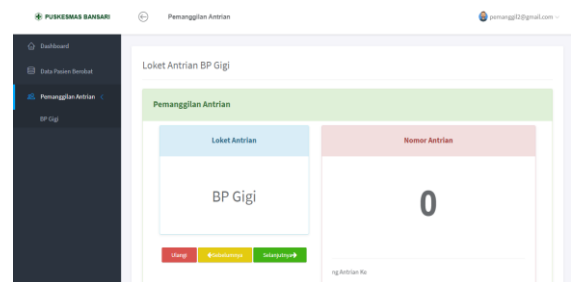 PUSKESMAS BANSARI
Pemanggilan Antrian
pemanggil2@gmail.com
Dashboard
Data Pasien Berobat
Pemanggilan Antrian
BP Gigi
Loket Antrian BP Gigi
Pemanggilan Antrian
Loket Antrian
Nomor Antrian
BP Gigi
0
Ulangi
Sebelumnya
Selanjutnya
ng Antrian Ke